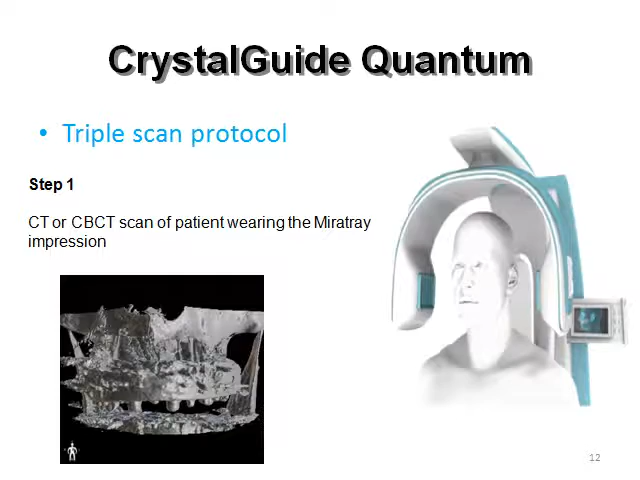 CrystalGuide Quantum
• Triple scan protocol
Step 1
CT or CBCT scan of patient wearing the Miratray
impression
12